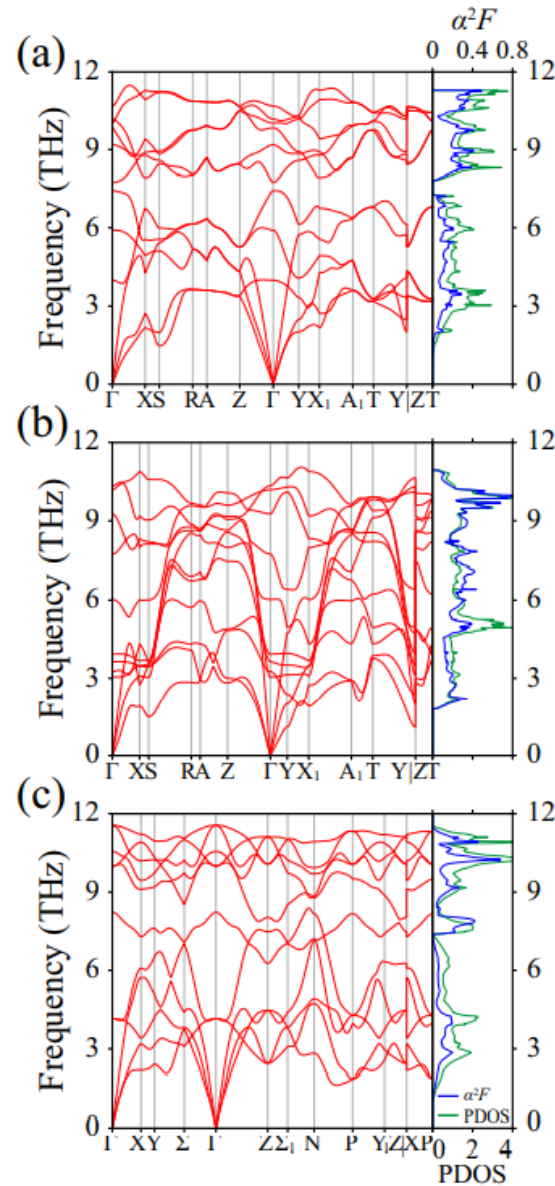 α²F
(a)
0 0.4 0.8
12 12
9 9
6 6
3 3
0 0
Frequency (THz)
Γ XS RA Z Γ YX₁ A₁T Y|ZT
(b)
12 12
9 9
6 6
3 3
0 0
Frequency (THz)
Γ XS RA Z ΓY X₁ A₁T Y|ZT
(c)
12 12
9 9
6 6
3 3
0 0
Frequency (THz)
α²F
PDOS
Γ XY Σ Γ ZΣ₁ N P Y₁Z|XP
0 2 4
PDOS